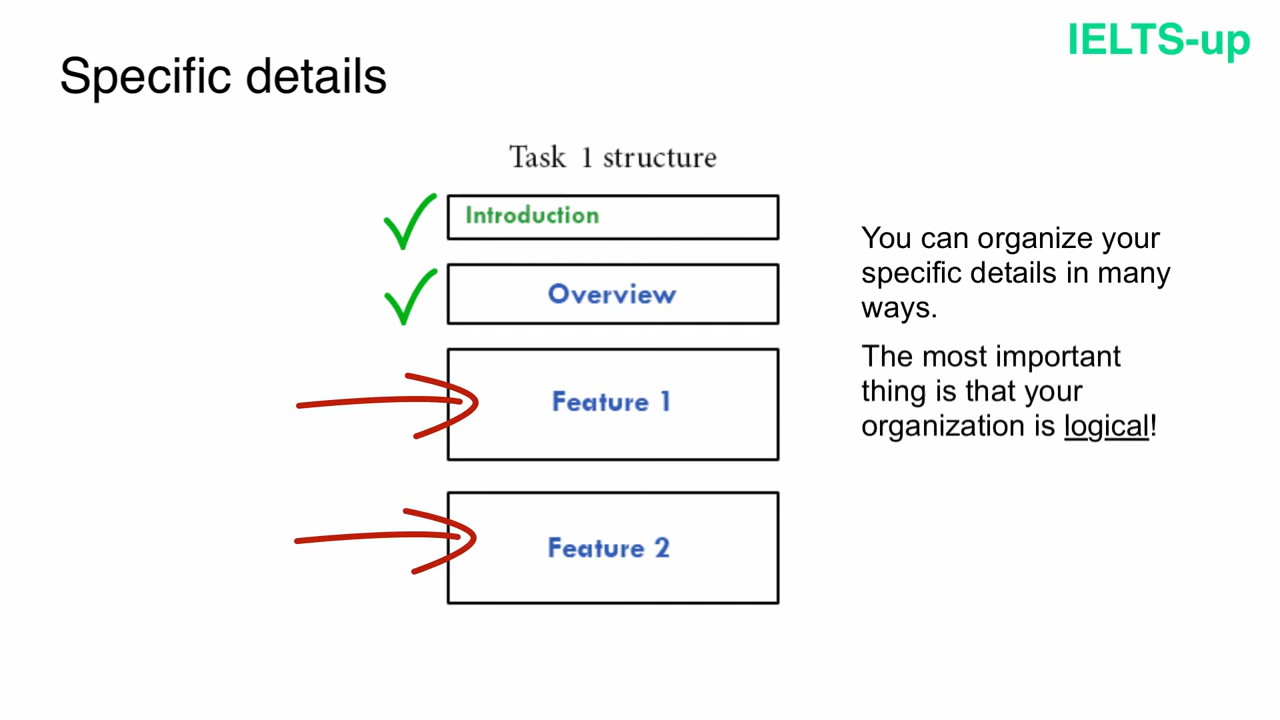 IELTS-up
Specific details
Task 1 structure
Introduction
Overview
Feature 1
Feature 2
You can organize your
specific details in many
ways.
The most important
thing is that your
organization is logical!